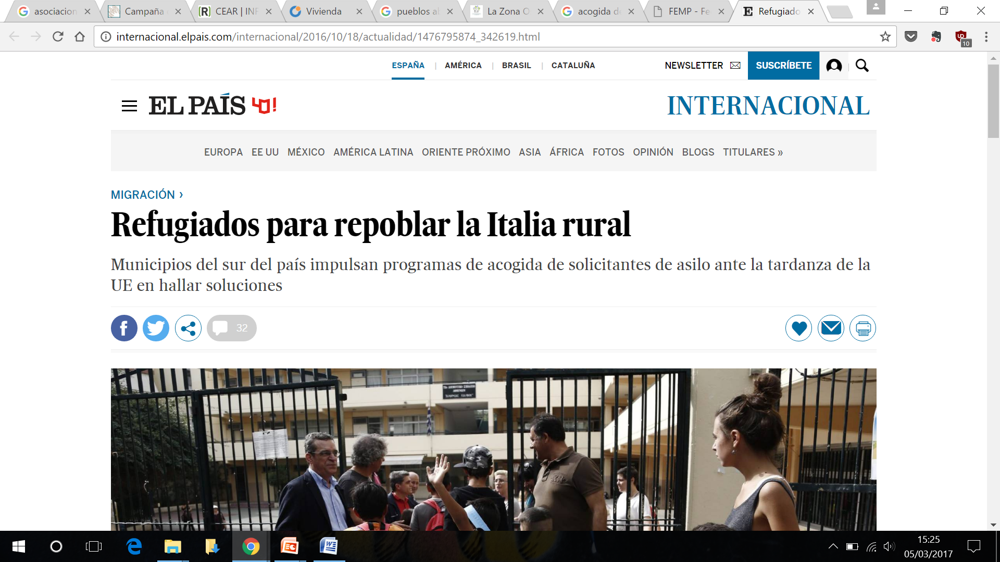 asociacion
Campaña
CEAR | INF
Vivienda
pueblos ab
La Zona O
acogida de
FEMP - Fe
Refugiado
internacional.elpais.com/internacional/2016/10/18/actualidad/1476795874_342619.html
10
ESPAÑA | AMÉRICA | BRASIL | CATALUÑA
NEWSLETTER
SUSCRÍBETE
EL PAÍS 40!
INTERNACIONAL
EUROPA EE UU MÉXICO AMÉRICA LATINA ORIENTE PRÓXIMO ASIA ÁFRICA FOTOS OPINIÓN BLOGS TITULARES »
MIGRACIÓN ›
Refugiados para repoblar la Italia rural
Municipios del sur del país impulsan programas de acogida de solicitantes de asilo ante la tardanza de la
UE en hallar soluciones
32
15:25
05/03/2017